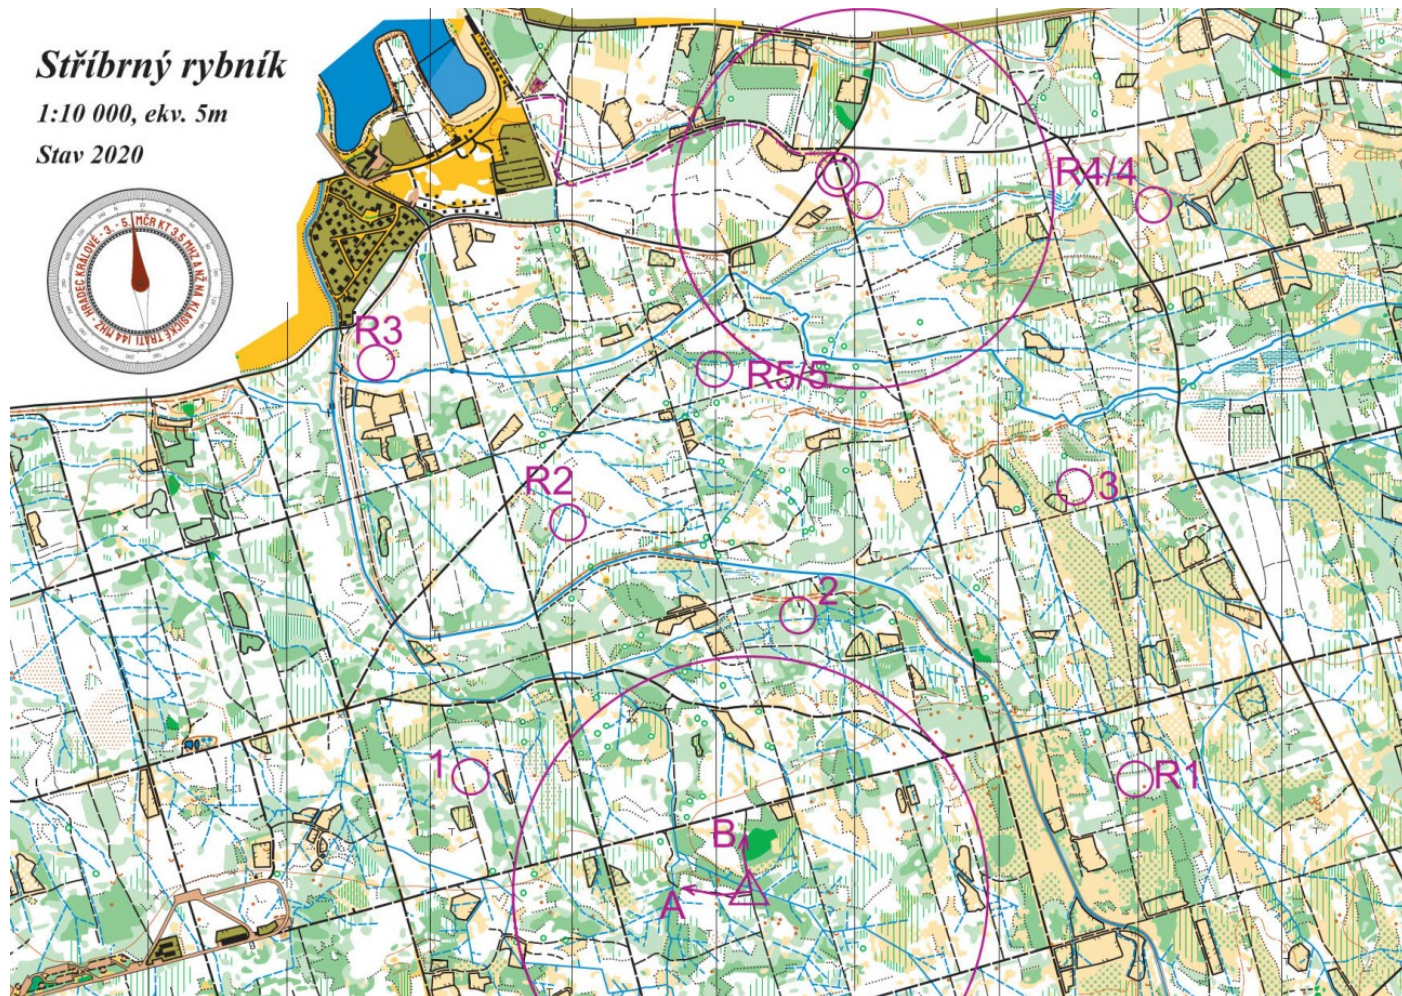 Stříbrný rybník
1:10 000, ekv. 5m
Stav 2020
R4/4
R3
R5/5
R2
3
2
1
R1
B
A